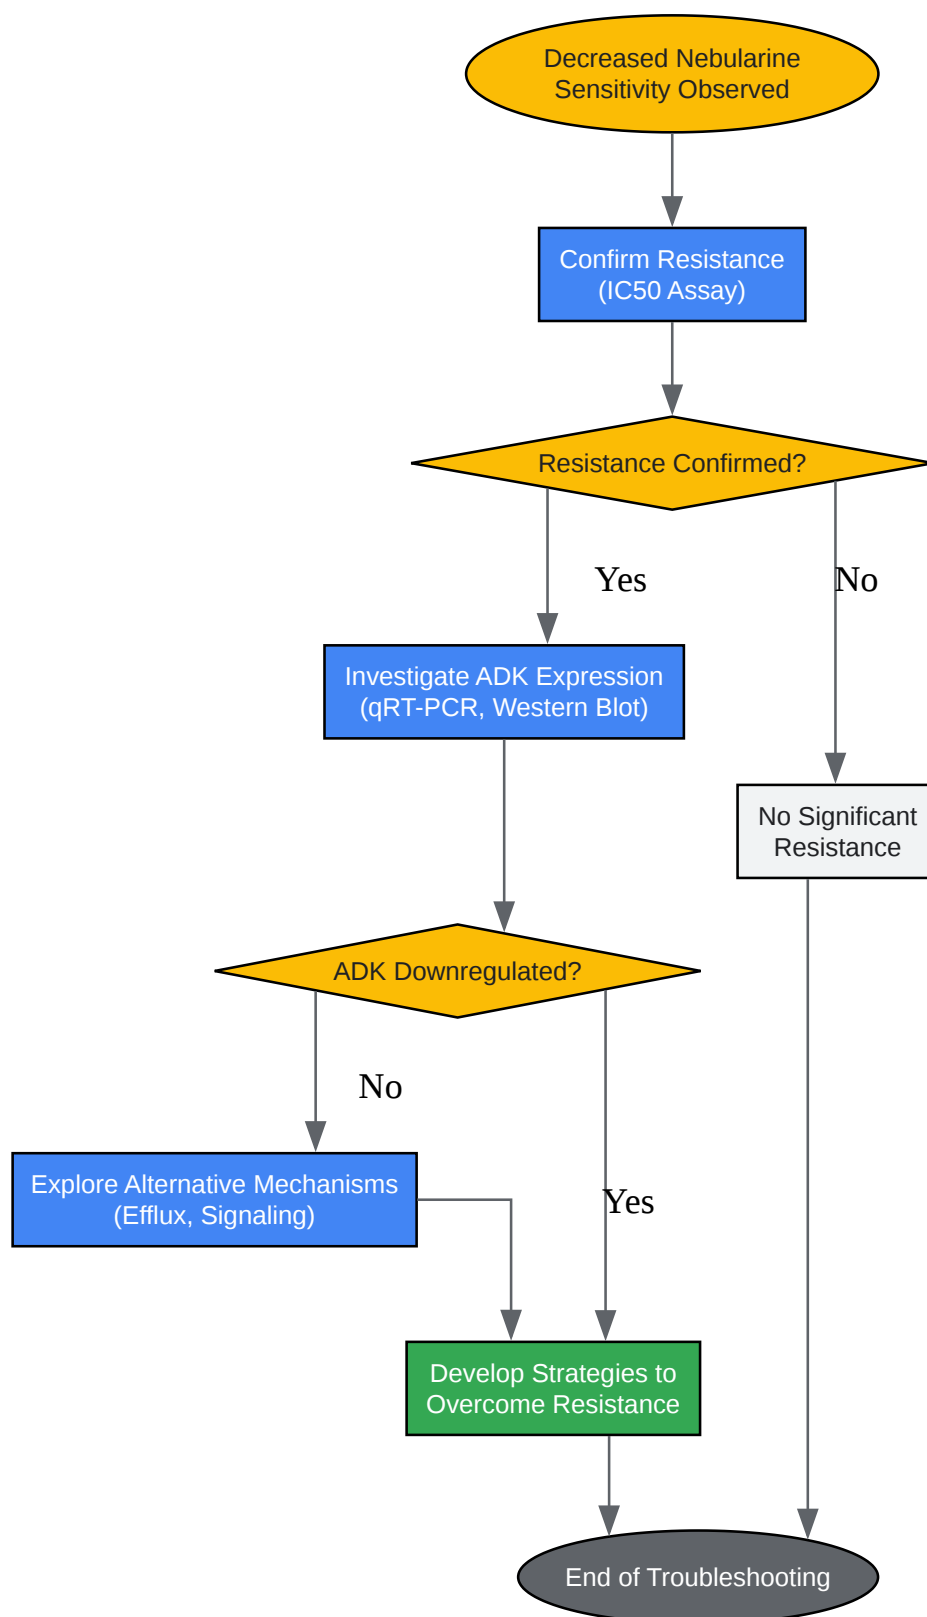 Decreased Nebularine
Sensitivity Observed
Confirm Resistance
(IC50 Assay)
Resistance Confirmed?
Yes
No
Investigate ADK Expression
(qRT-PCR, Western Blot)
No Significant
Resistance
ADK Downregulated?
No
Explore Alternative Mechanisms
(Efflux, Signaling)
Yes
Develop Strategies to
Overcome Resistance
End of Troubleshooting